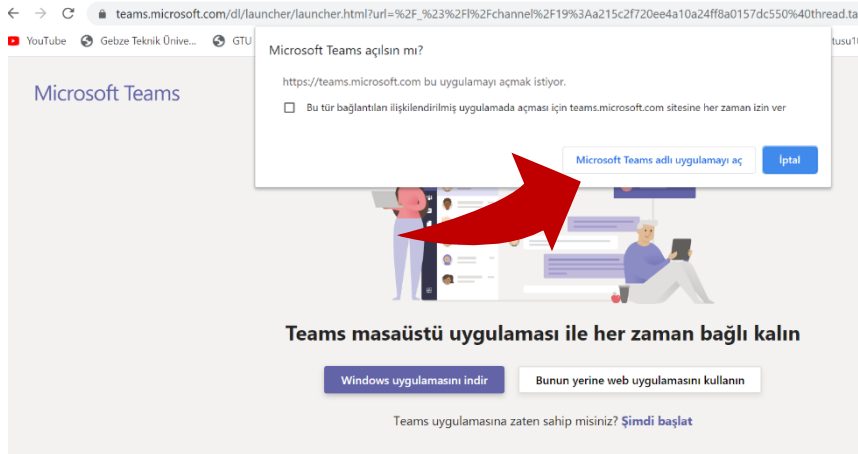 teams.microsoft.com/dl/launcher/launcher.html?url=%2F_%23%2Fl%2Fchannel%2F19%3Aa215c2f720ee4a10a24ff8a0157dc550%40thread.ta
YouTube Gebze Teknik Ünive... GTU tusu10
Microsoft Teams açılsın mı?
https://teams.microsoft.com bu uygulamayı açmak istiyor.
Microsoft Teams
Bu tür bağlantıları ilişkilendirilmiş uygulamada açması için teams.microsoft.com sitesine her zaman izin ver
Microsoft Teams adlı uygulamayı aç İptal
Teams masaüstü uygulaması ile her zaman bağlı kalın
Windows uygulamasını indir Bunun yerine web uygulamasını kullanın
Teams uygulamasına zaten sahip misiniz? Şimdi başlat